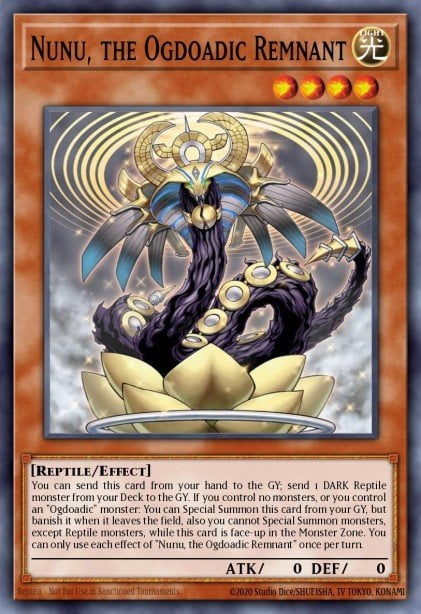 Nunu, the Ogdoadic Remnant
LIGHT
光
[Reptile/Effect]
You can send this card from your hand to the GY; send 1 DARK Reptile
monster from your Deck to the GY. If you control no monsters, or you control
an "Ogdoadic" monster: You can Special Summon this card from your GY, but
banish it when it leaves the field, also you cannot Special Summon monsters,
except Reptile monsters, while this card is face-up in the Monster Zone. You
can only use each effect of "Nunu, the Ogdoadic Remnant" once per turn.
ATK/ 0 DEF/ 0
Replica - Not For Use in Sanctioned Tournaments
©2020 Studio Dice/SHUEISHA, TV TOKYO, KONAMI